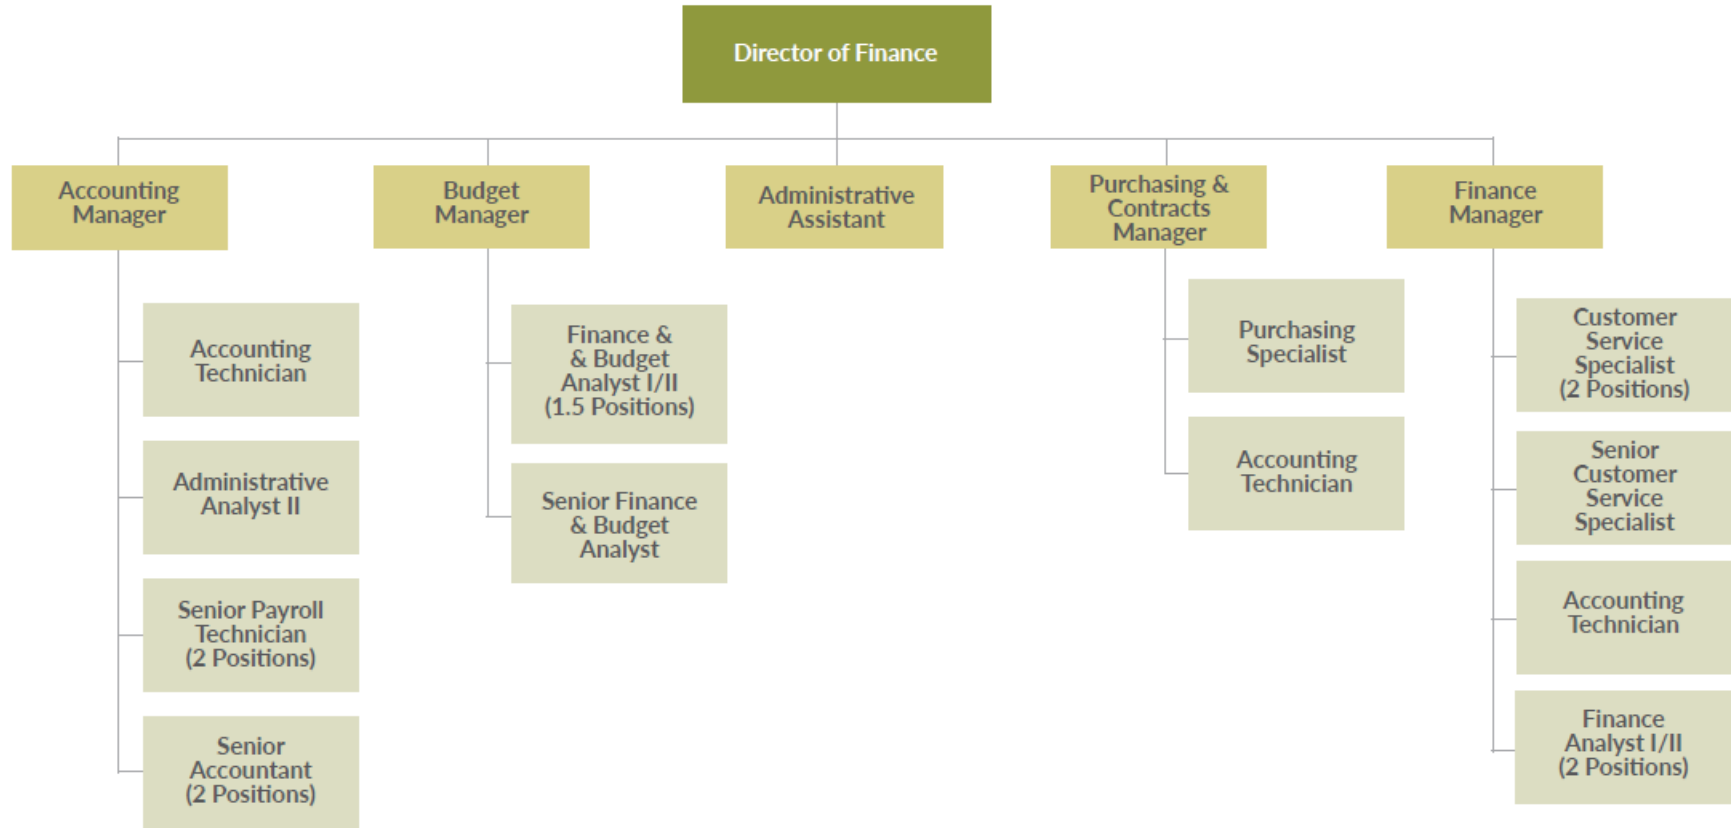 Director of Finance
Accounting
Manager
Budget
Manager
Administrative
Assistant
Purchasing &
Contracts
Manager
Finance
Manager
Accounting
Technician
Administrative
Analyst II
Senior Payroll
Technician
(2 Positions)
Senior
Accountant
(2 Positions)
Finance &
& Budget
Analyst I/II
(1.5 Positions)
Senior Finance
& Budget
Analyst
Purchasing
Specialist
Accounting
Technician
Customer
Service
Specialist
(2 Positions)
Senior
Customer
Service
Specialist
Accounting
Technician
Finance
Analyst I/II
(2 Positions)